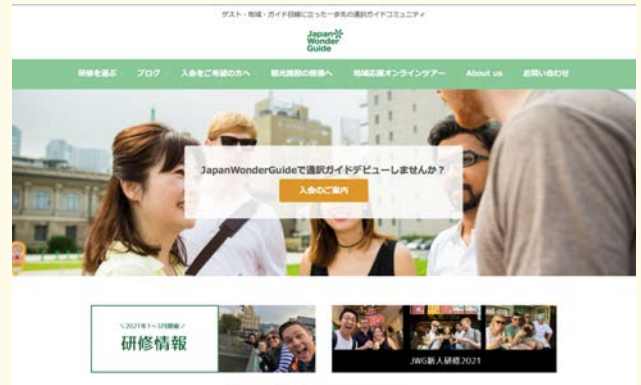 ゲスト・地域・ガイド目線に立った一歩先の通訳ガイドコミュニティ
Japan
Wonder
Guide
研修を選ぶ ブログ 入会をご希望の方へ 観光施設の皆様へ 地域応援オンラインツアー About us お問い合わせ
JapanWonderGuideで通訳ガイドデビューしませんか？
入会のご案内
＼2021年1〜3月開催／
研修情報
JWG新人研修2021